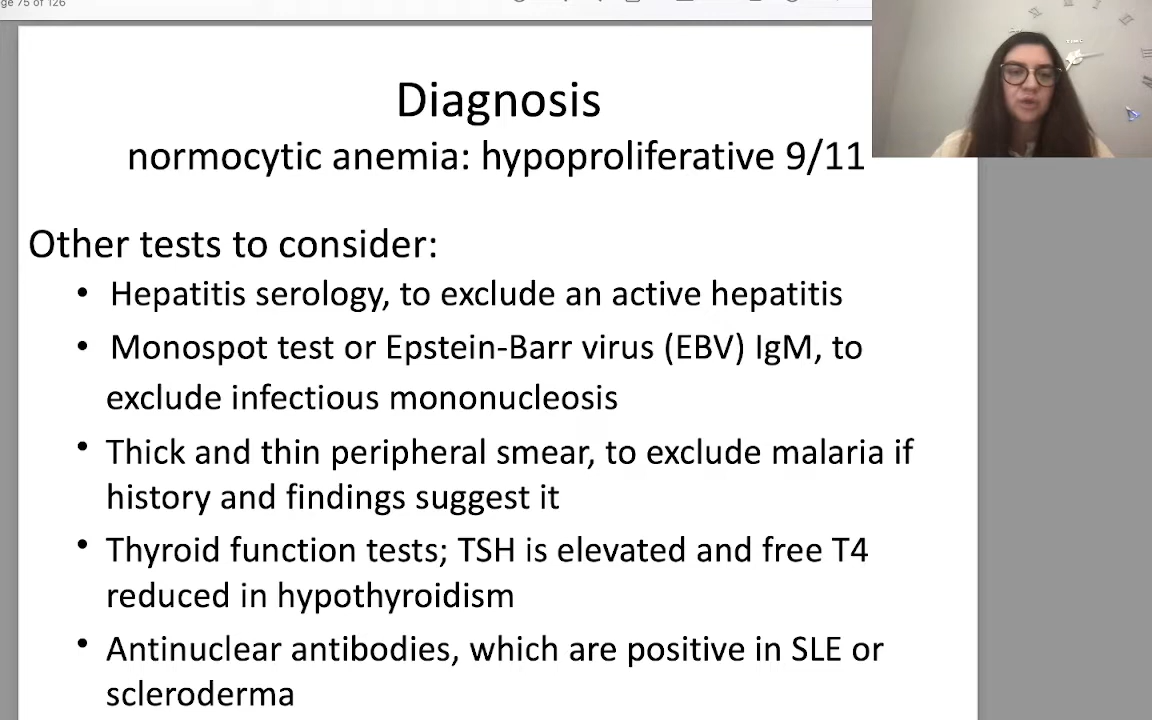 ge 75 of 126
Diagnosis
normocytic anemia: hypoproliferative 9/11
Other tests to consider:
• Hepatitis serology, to exclude an active hepatitis
• Monospot test or Epstein-Barr virus (EBV) IgM, to
exclude infectious mononucleosis
• Thick and thin peripheral smear, to exclude malaria if
history and findings suggest it
• Thyroid function tests; TSH is elevated and free T4
reduced in hypothyroidism
• Antinuclear antibodies, which are positive in SLE or
scleroderma